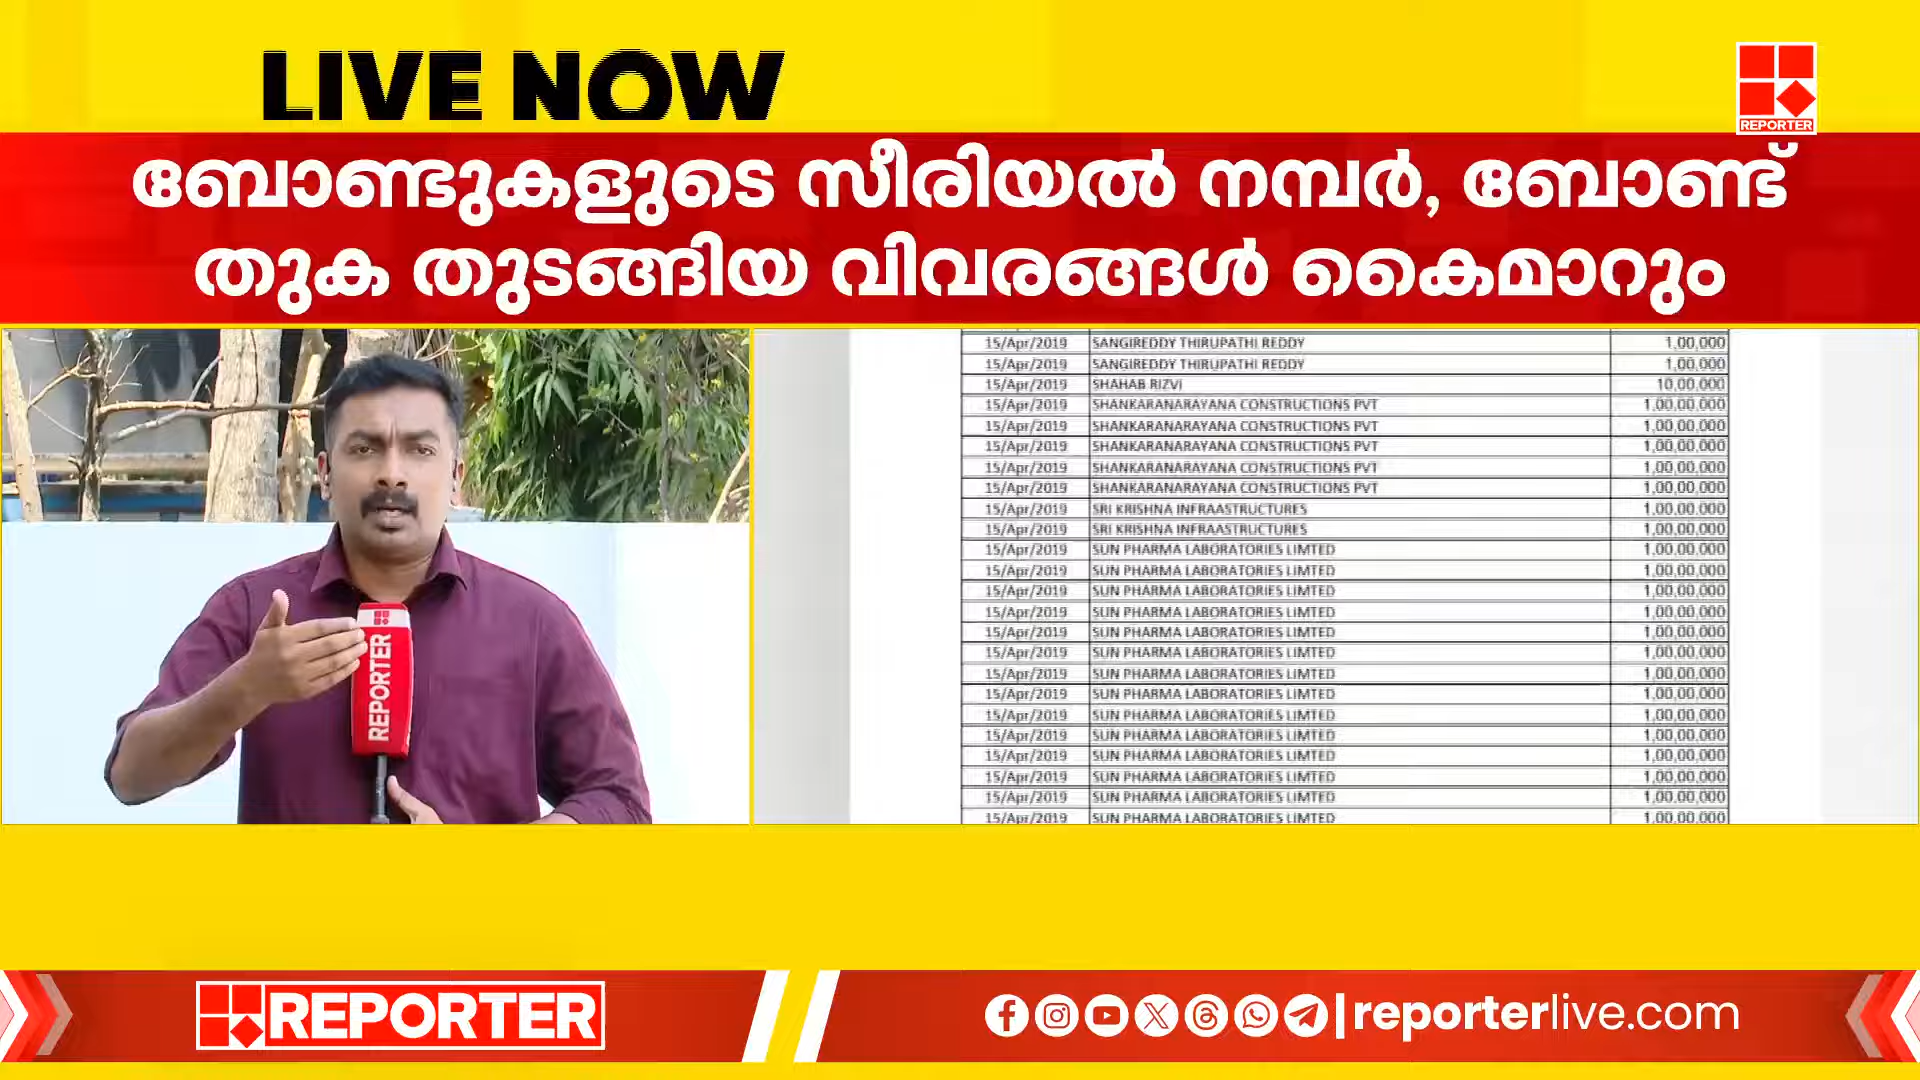 LIVE NOW
REPORTER
ബോണ്ടുകളുടെ സീരിയൽ നമ്പർ, ബോണ്ട്
തുക തുടങ്ങിയ വിവരങ്ങൾ കൈമാറും
15/Apr/2019 SANGIREDDY THIRUPATHI REDDY 1,00,000
15/Apr/2019 SANGIREDDY THIRUPATHI REDDY 1,00,000
15/Apr/2019 SHAHAB RIZVI 10,00,000
15/Apr/2019 SHANKARANARAYANA CONSTRUCTIONS PVT 1,00,00,000
15/Apr/2019 SHANKARANARAYANA CONSTRUCTIONS PVT 1,00,00,000
15/Apr/2019 SHANKARANARAYANA CONSTRUCTIONS PVT 1,00,00,000
15/Apr/2019 SHANKARANARAYANA CONSTRUCTIONS PVT 1,00,00,000
15/Apr/2019 SHANKARANARAYANA CONSTRUCTIONS PVT 1,00,00,000
15/Apr/2019 SRI KRISHNA INFRAASTRUCTURES 1,00,00,000
15/Apr/2019 SRI KRISHNA INFRAASTRUCTURES 1,00,00,000
15/Apr/2019 SUN PHARMA LABORATORIES LIMTED 1,00,00,000
15/Apr/2019 SUN PHARMA LABORATORIES LIMTED 1,00,00,000
15/Apr/2019 SUN PHARMA LABORATORIES LIMTED 1,00,00,000
15/Apr/2019 SUN PHARMA LABORATORIES LIMTED 1,00,00,000
15/Apr/2019 SUN PHARMA LABORATORIES LIMTED 1,00,00,000
15/Apr/2019 SUN PHARMA LABORATORIES LIMTED 1,00,00,000
15/Apr/2019 SUN PHARMA LABORATORIES LIMTED 1,00,00,000
15/Apr/2019 SUN PHARMA LABORATORIES LIMTED 1,00,00,000
15/Apr/2019 SUN PHARMA LABORATORIES LIMTED 1,00,00,000
15/Apr/2019 SUN PHARMA LABORATORIES LIMTED 1,00,00,000
15/Apr/2019 SUN PHARMA LABORATORIES LIMTED 1,00,00,000
15/Apr/2019 SUN PHARMA LABORATORIES LIMTED 1,00,00,000
15/Apr/2019 SUN PHARMA LABORATORIES LIMTED 1,00,00,000
15/Apr/2019 SUN PHARMA LABORATORIES LIMTED 1,00,00,000
REPORTER
REPORTER
|reporterlive.com